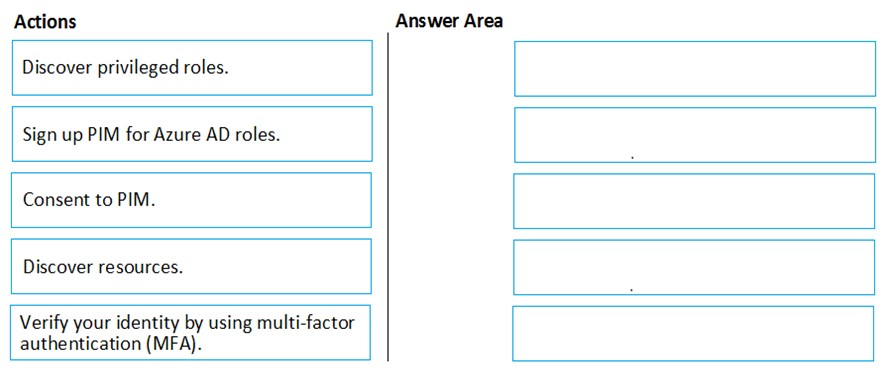 Actions
Answer Area
Discover privileged roles.
Sign up PIM for Azure AD roles.
.
Consent to PIM.
Discover resources.
.
Verify your identity by using multi-factor
authentication (MFA).